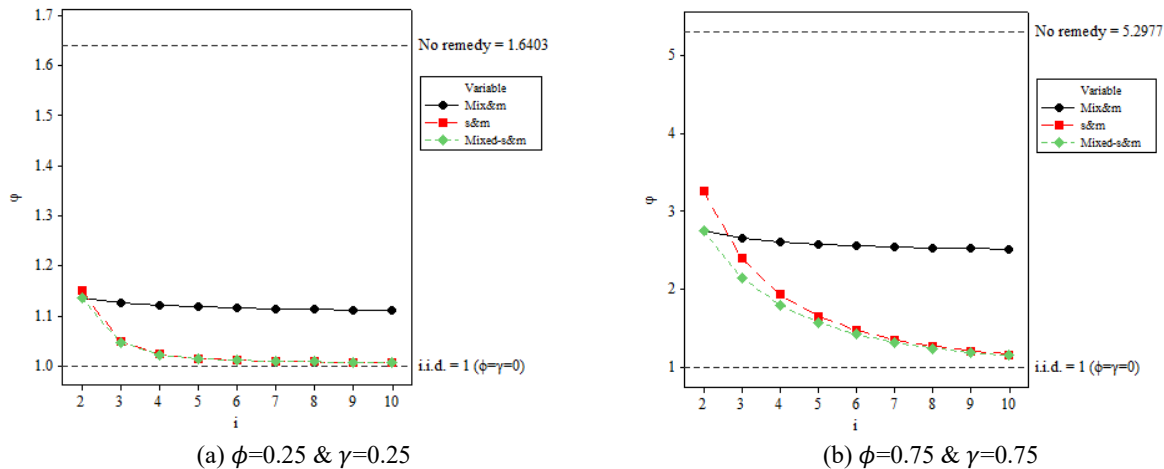 1.7
1.6
1.5
1.4
1.3
1.2
1.1
1.0
φ
2 3 4 5 6 7 8 9 10
i
No remedy = 1.6403
Variable
Mix&m
s&m
Mixed-s&m
i.i.d. = 1 (ϕ=γ=0)
(a) ϕ=0.25 & γ=0.25
5
4
3
2
1
φ
2 3 4 5 6 7 8 9 10
i
No remedy = 5.2977
Variable
Mix&m
s&m
Mixed-s&m
i.i.d. = 1 (ϕ=γ=0)
(b) ϕ=0.75 & γ=0.75